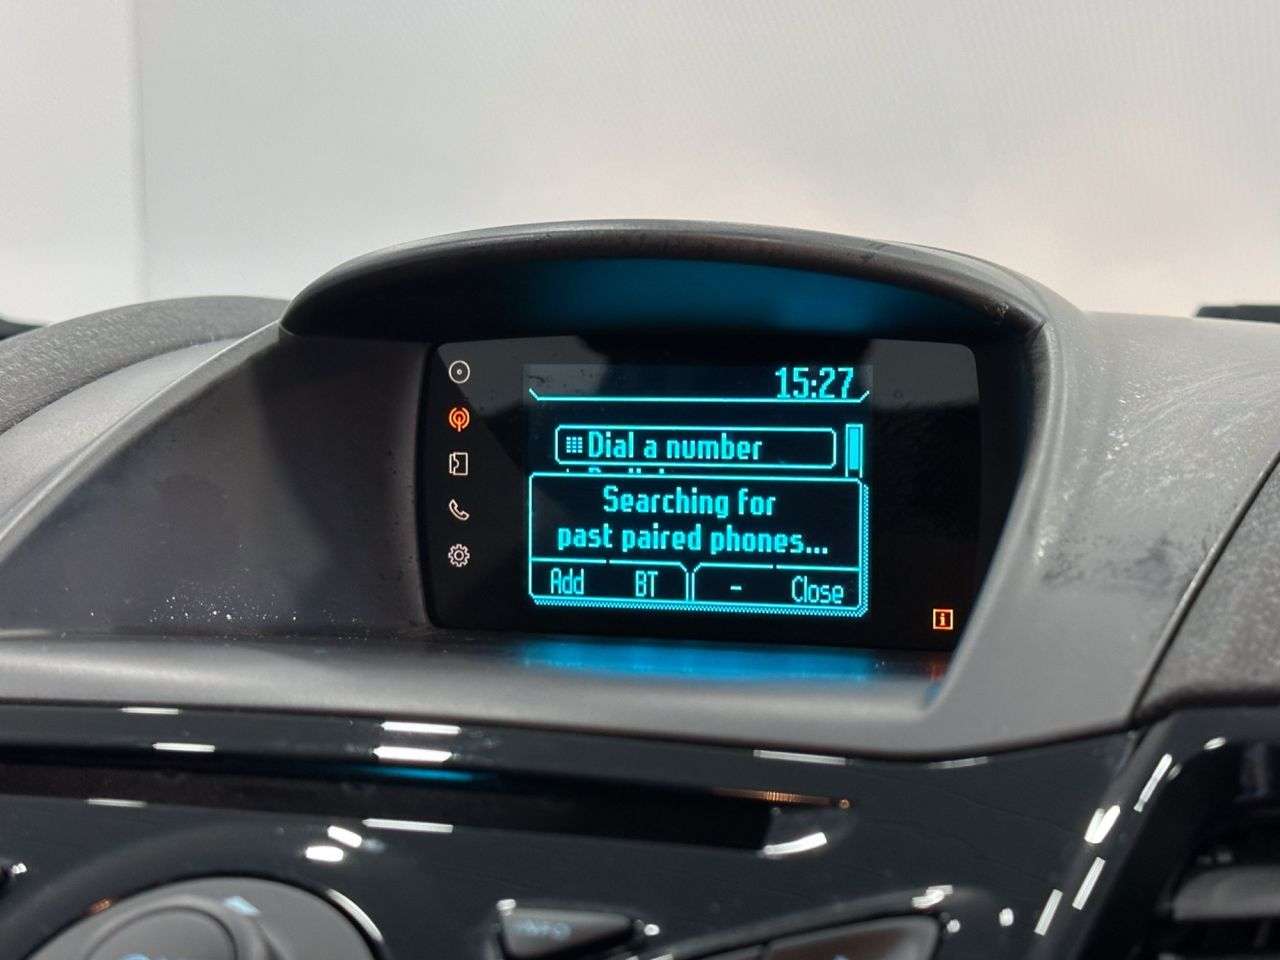 15:27
Dial a number
Searching for
past paired phones...
Add BT - Close